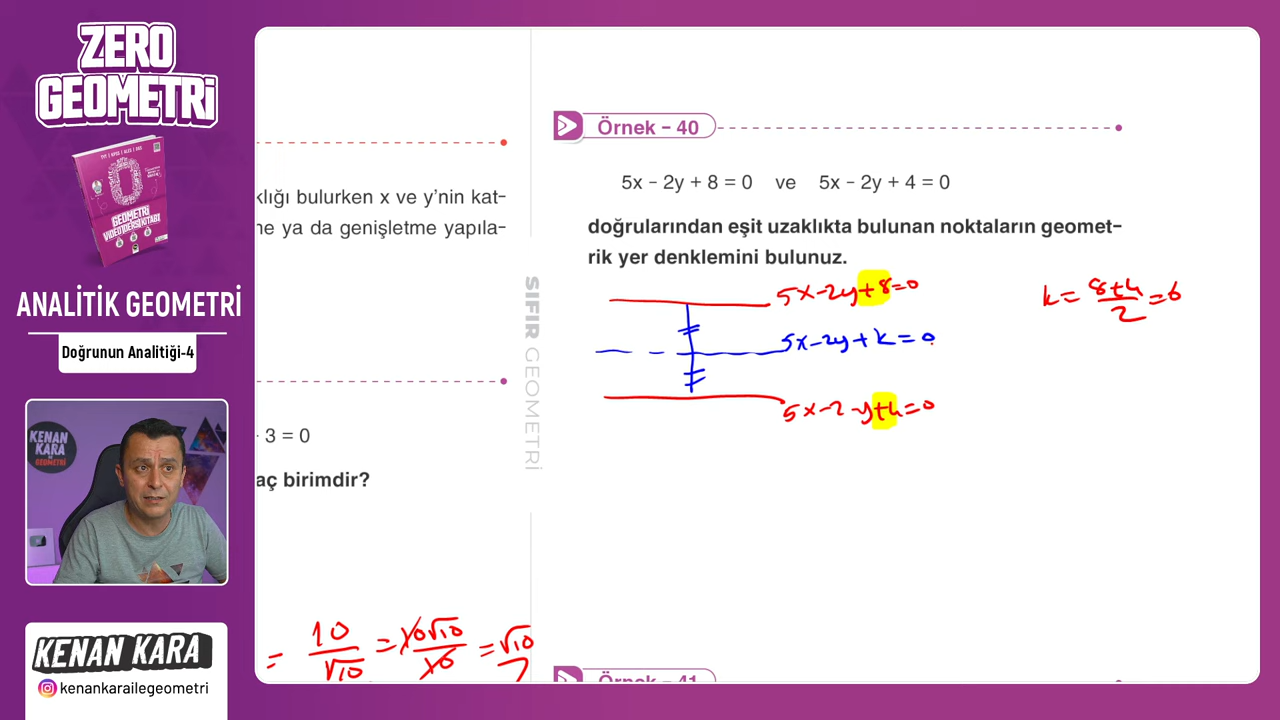 ZERO
GEOMETRİ
GEOMETRİ
VİDEO DERS KİTABI
ANALİTİK GEOMETRİ
Doğrunun Analitiği-4
KENAN
KARA
GEOMETRİ
KENAN KARA
kenankarailegeometri
klığı bulurken x ve y’nin kat-
me ya da genişletme yapıla-
- 3 = 0
aç birimdir?
= 10/√10 = 10√10/10 = √10
SIFIR GEOMETRİ
Örnek - 40
5x - 2y + 8 = 0 ve 5x - 2y + 4 = 0
doğrularından eşit uzaklıkta bulunan noktaların geomet-
rik yer denklemini bulunuz.
5x-2y+8=0
k = 8+4/2 = 6
5x-2y+k=0
5x-2y+4=0
Örnek - 41